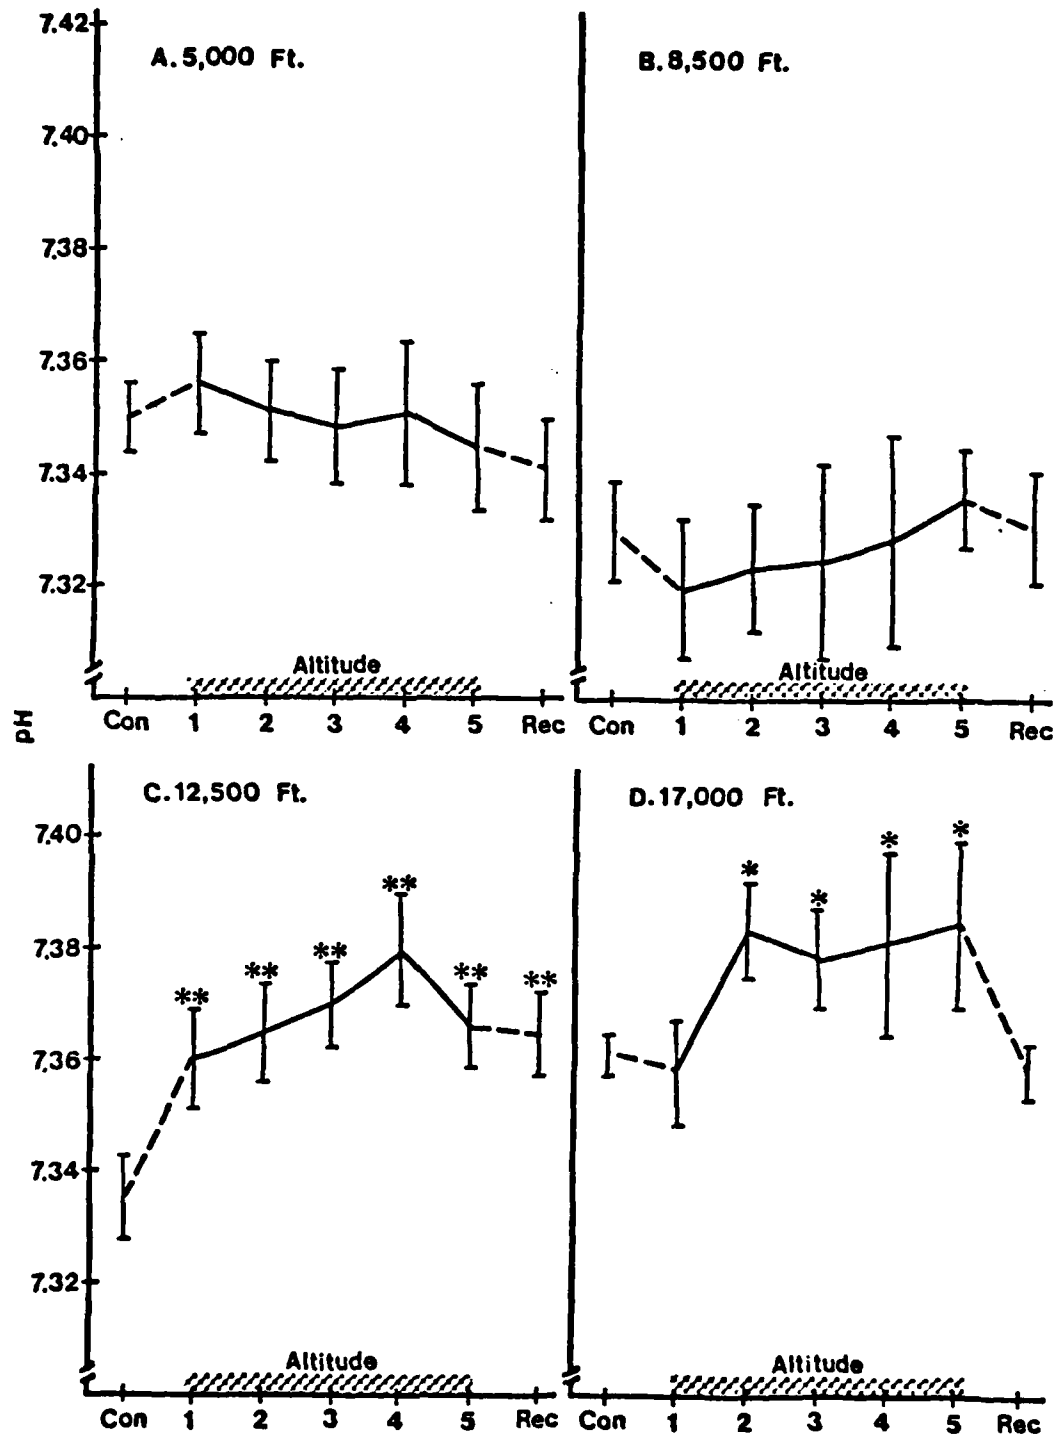 7.42
A. 5,000 Ft.
B. 8,500 Ft.
7.40
7.38
7.36
7.34
7.32
Altitude
Altitude
Con 1 2 3 4 5 Rec
Con 1 2 3 4 5 Rec
pH
C. 12,500 Ft.
D. 17,000 Ft.
7.40
* *
**
*
7.38
**
**
**
**
**
*
7.36
7.34
7.32
Altitude
Altitude
Con 1 2 3 4 5 Rec
Con 1 2 3 4 5 Rec